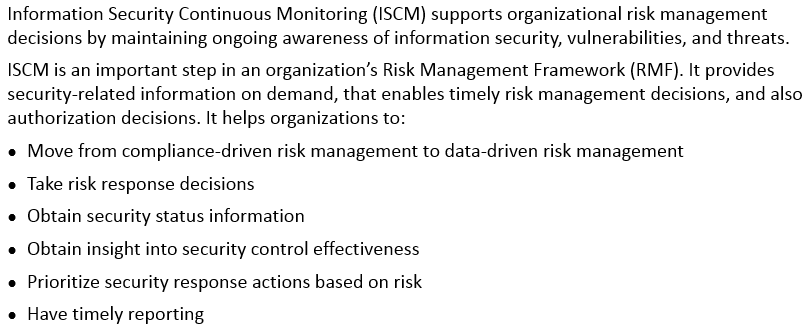 Information Security Continuous Monitoring (ISCM) supports organizational risk management
decisions by maintaining ongoing awareness of information security, vulnerabilities, and threats.
ISCM is an important step in an organization’s Risk Management Framework (RMF). It provides
security-related information on demand, that enables timely risk management decisions, and also
authorization decisions. It helps organizations to:
● Move from compliance-driven risk management to data-driven risk management
● Take risk response decisions
● Obtain security status information
● Obtain insight into security control effectiveness
● Prioritize security response actions based on risk
● Have timely reporting